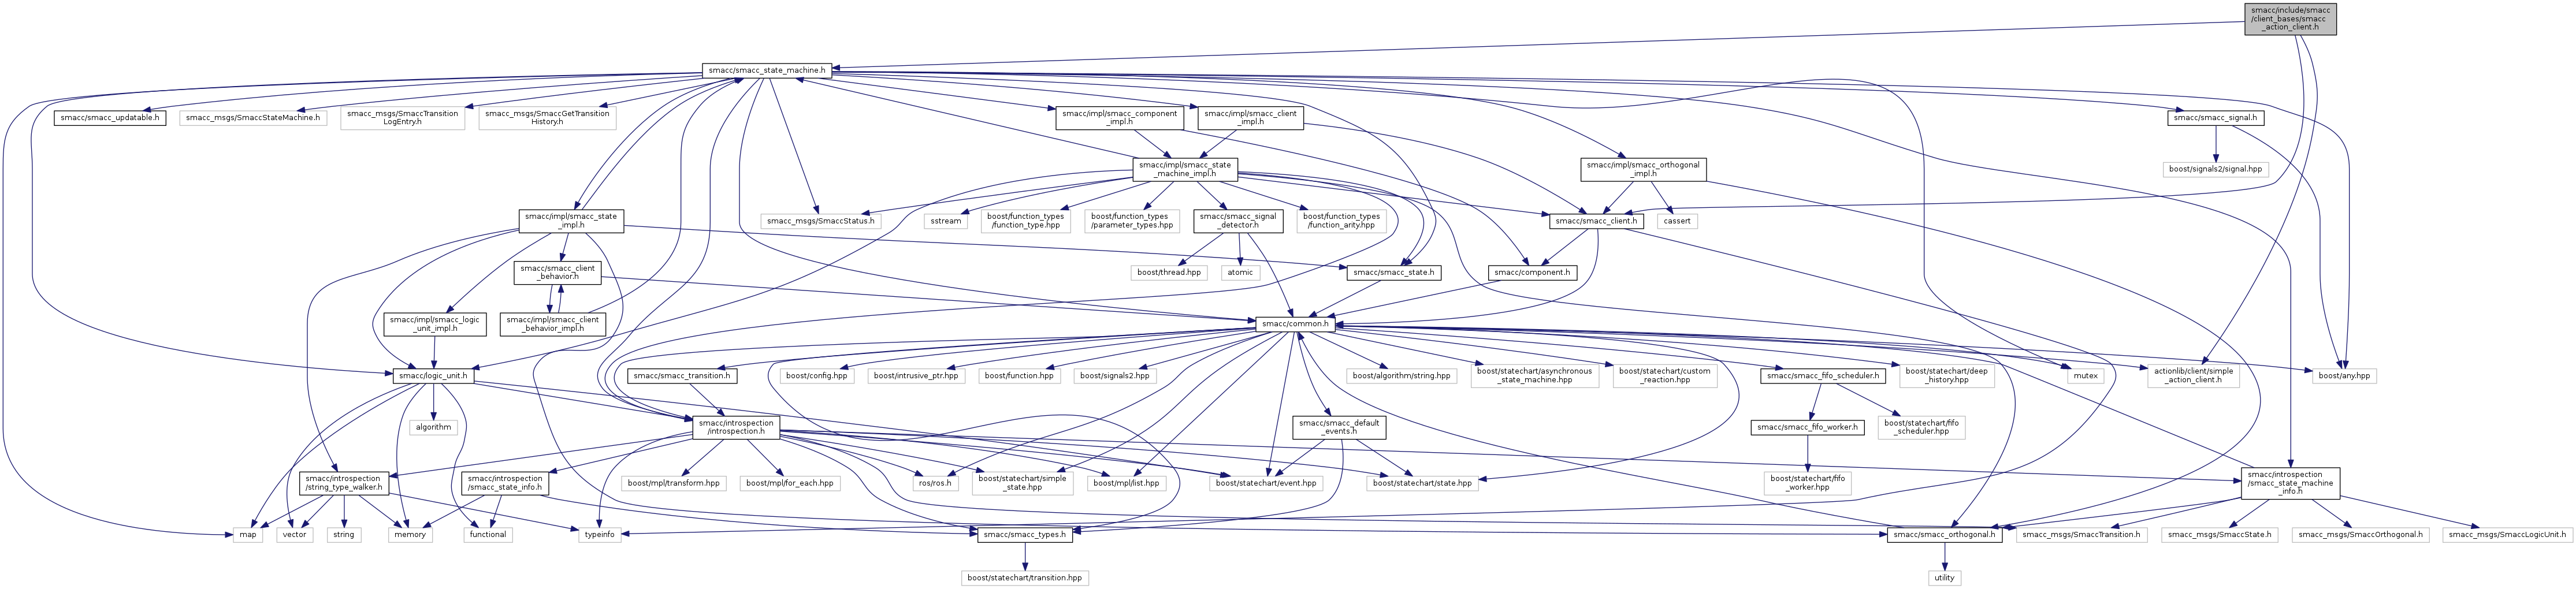 smacc/include/smacc
/client_bases/smacc
_action_client.h
smacc/smacc_state_machine.h
smacc/smacc_updatable.h
smacc_msgs/SmaccStateMachine.h
smacc_msgs/SmaccTransition
LogEntry.h
smacc_msgs/SmaccGetTransition
History.h
smacc/impl/smacc_component
_impl.h
smacc/impl/smacc_client
_impl.h
smacc/smacc_signal.h
smacc/impl/smacc_state
_machine_impl.h
smacc/impl/smacc_orthogonal
_impl.h
boost/signals2/signal.hpp
smacc/impl/smacc_state
_impl.h
smacc_msgs/SmaccStatus.h
sstream
boost/function_types
/function_type.hpp
boost/function_types
/parameter_types.hpp
smacc/smacc_signal
_detector.h
boost/function_types
/function_arity.hpp
smacc/smacc_client.h
cassert
smacc/smacc_client
_behavior.h
boost/thread.hpp
atomic
smacc/smacc_state.h
smacc/component.h
smacc/impl/smacc_logic
_unit_impl.h
smacc/impl/smacc_client
_behavior_impl.h
smacc/common.h
smacc/logic_unit.h
smacc/smacc_transition.h
boost/config.hpp
boost/intrusive_ptr.hpp
boost/function.hpp
boost/signals2.hpp
boost/algorithm/string.hpp
boost/statechart/asynchronous
_state_machine.hpp
boost/statechart/custom
_reaction.hpp
smacc/smacc_fifo_scheduler.h
boost/statechart/deep
_history.hpp
mutex
actionlib/client/simple
_action_client.h
boost/any.hpp
algorithm
smacc/introspection
/introspection.h
smacc/smacc_default
_events.h
smacc/smacc_fifo_worker.h
boost/statechart/fifo
_scheduler.hpp
smacc/introspection
/string_type_walker.h
smacc/introspection
/smacc_state_info.h
boost/mpl/transform.hpp
boost/mpl/for_each.hpp
ros/ros.h
boost/statechart/simple
_state.hpp
boost/mpl/list.hpp
boost/statechart/event.hpp
boost/statechart/state.hpp
boost/statechart/fifo
_worker.hpp
smacc/introspection
/smacc_state_machine
_info.h
map
vector
string
memory
functional
typeinfo
smacc/smacc_types.h
smacc/smacc_orthogonal.h
smacc_msgs/SmaccTransition.h
smacc_msgs/SmaccState.h
smacc_msgs/SmaccOrthogonal.h
smacc_msgs/SmaccLogicUnit.h
boost/statechart/transition.hpp
utility